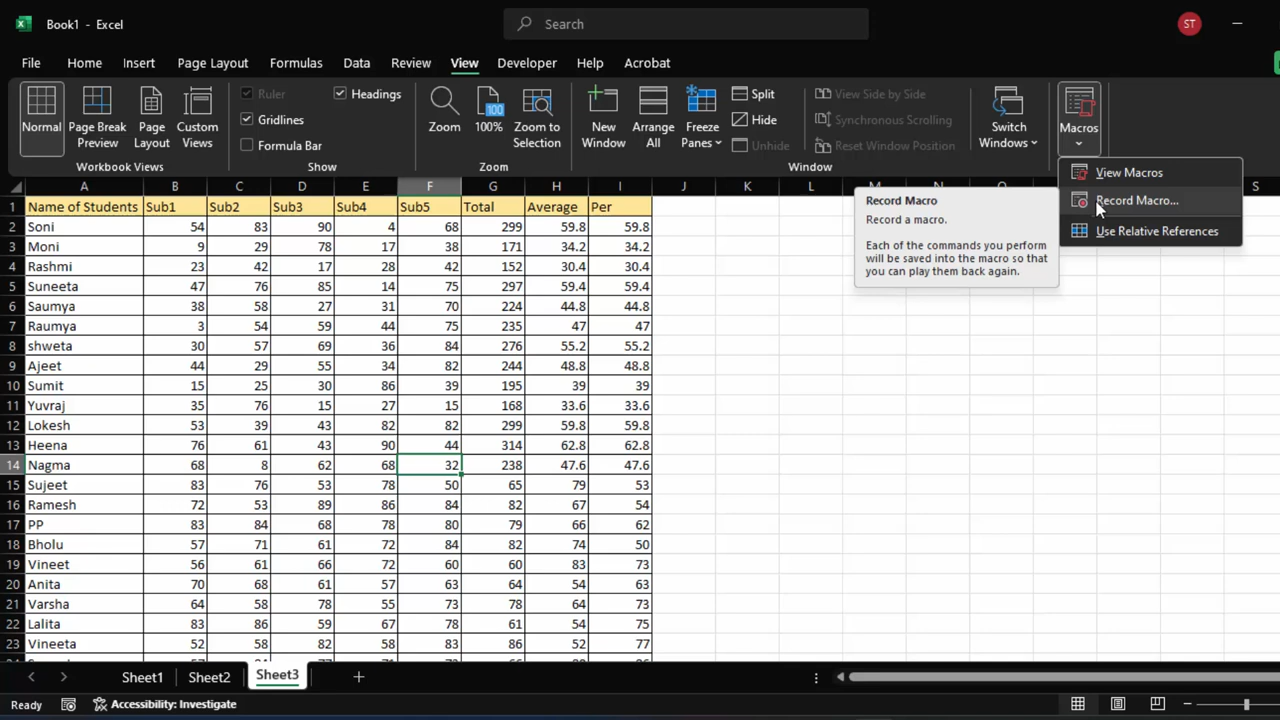 Book1 - Excel
Search
ST
File Home Insert Page Layout Formulas Data Review View Developer Help Acrobat
Normal
Page Break Preview
Page Layout
Custom Views
Workbook Views
Ruler
Gridlines
Formula Bar
Headings
Show
Zoom
100
100%
Zoom to Selection
Zoom
New Window
Arrange All
Freeze Panes
Split
Hide
Unhide
View Side by Side
Synchronous Scrolling
Reset Window Position
Window
Switch Windows
Macros
View Macros
Record Macro...
Use Relative References
Record Macro
Record a macro.
Each of the commands you perform
will be saved into the macro so that
you can play them back again.
A B C D E F G H I J K L M N O S
1 Name of Students Sub1 Sub2 Sub3 Sub4 Sub5 Total Average Per
2 Soni 54 83 90 4 68 299 59.8 59.8
3 Moni 9 29 78 17 38 171 34.2 34.2
4 Rashmi 23 42 17 28 42 152 30.4 30.4
5 Suneeta 47 76 85 14 75 297 59.4 59.4
6 Saumya 38 58 27 31 70 224 44.8 44.8
7 Raumya 3 54 59 44 75 235 47 47
8 shweta 30 57 69 36 84 276 55.2 55.2
9 Ajeet 44 29 55 34 82 244 48.8 48.8
10 Sumit 15 25 30 86 39 195 39 39
11 Yuvraj 35 76 15 27 15 168 33.6 33.6
12 Lokesh 53 39 43 82 82 299 59.8 59.8
13 Heena 76 61 43 90 44 314 62.8 62.8
14 Nagma 68 8 62 68 32 238 47.6 47.6
15 Sujeet 83 76 53 78 50 65 79 53
16 Ramesh 72 53 89 86 84 82 67 54
17 PP 83 84 68 78 80 79 66 62
18 Bholu 57 71 61 72 84 82 74 50
19 Vineet 56 61 66 72 60 60 83 73
20 Anita 70 68 61 57 63 64 54 63
21 Varsha 64 58 78 55 73 78 64 73
22 Lalita 83 86 59 67 78 61 54 75
23 Vineeta 52 58 82 58 83 86 52 77
Sheet1 Sheet2 Sheet3
Ready Accessibility: Investigate